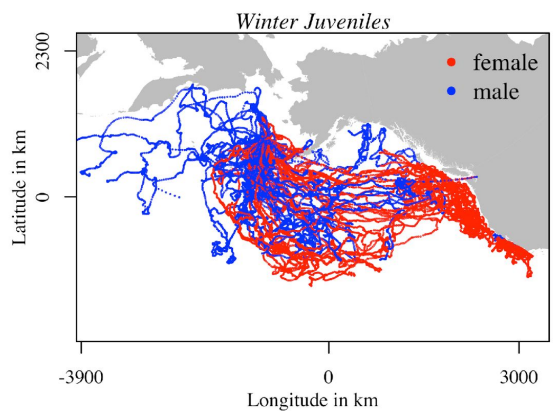 Winter Juveniles
2300
0
Latitude in km
female
male
-3900
0
3000
Longitude in km